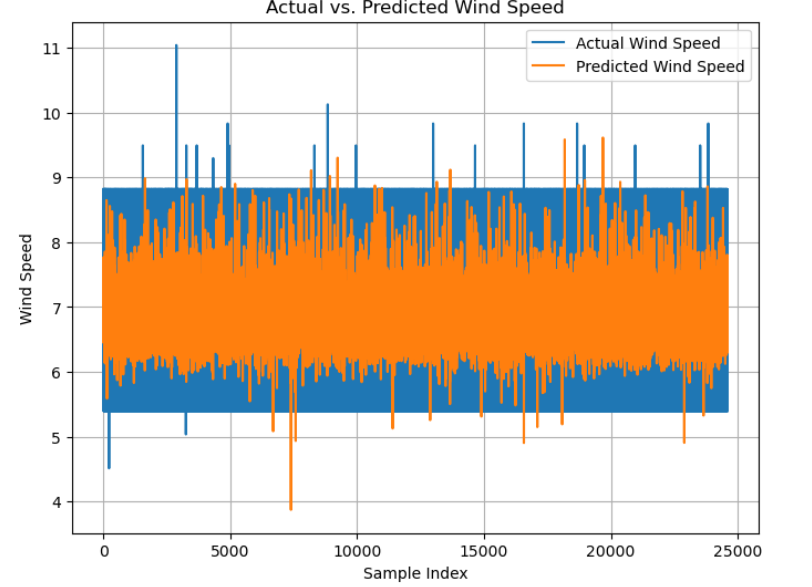 Actual vs. Predicted Wind Speed
Actual Wind Speed
Predicted Wind Speed
11
10
9
8
7
6
5
4
Wind Speed
0 5000 10000 15000 20000 25000
Sample Index